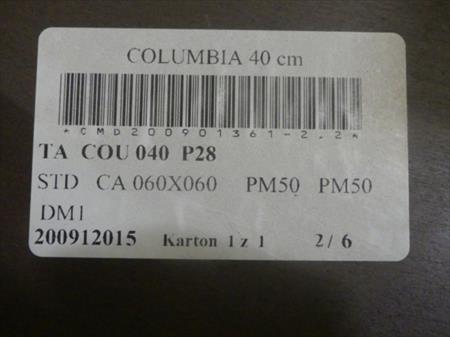 COLUMBIA 40 cm
*CMD200901361-2.2*
TA COU 040 P28
STD CA 060X060 PM50 PM50
DM1
200912015 Karton 1 z 1 2/ 6